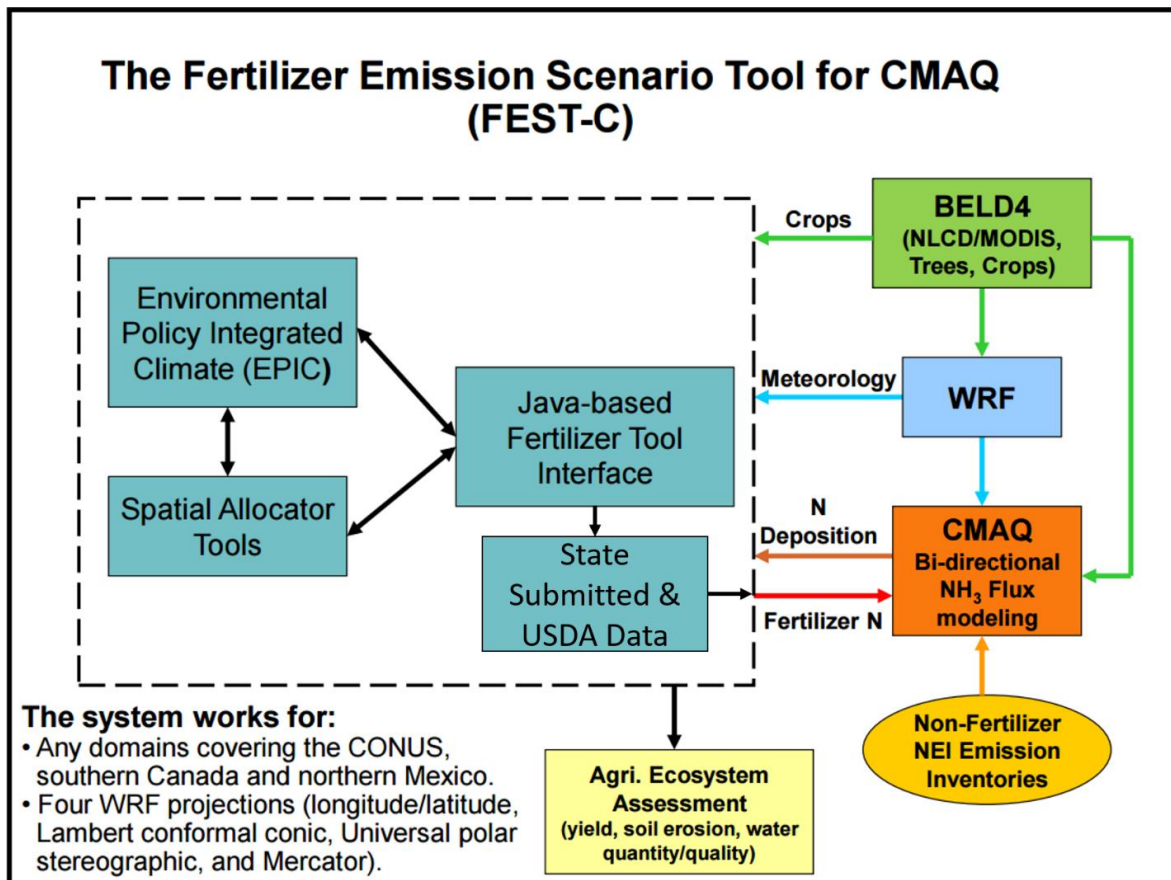 The Fertilizer Emission Scenario Tool for CMAQ
(FEST-C)
Environmental
Policy Integrated
Climate (EPIC)
Spatial Allocator
Tools
Java-based
Fertilizer Tool
Interface
State
Submitted &
USDA Data
Crops
Meteorology
N
Deposition
Fertilizer N
BELD4
(NLCD/MODIS,
Trees, Crops)
WRF
CMAQ
Bi-directional
NH₃ Flux
modeling
Non-Fertilizer
NEI Emission
Inventories
Agri. Ecosystem
Assessment
(yield, soil erosion, water
quantity/quality)
The system works for:
• Any domains covering the CONUS,
southern Canada and northern Mexico.
• Four WRF projections (longitude/latitude,
Lambert conformal conic, Universal polar
stereographic, and Mercator).